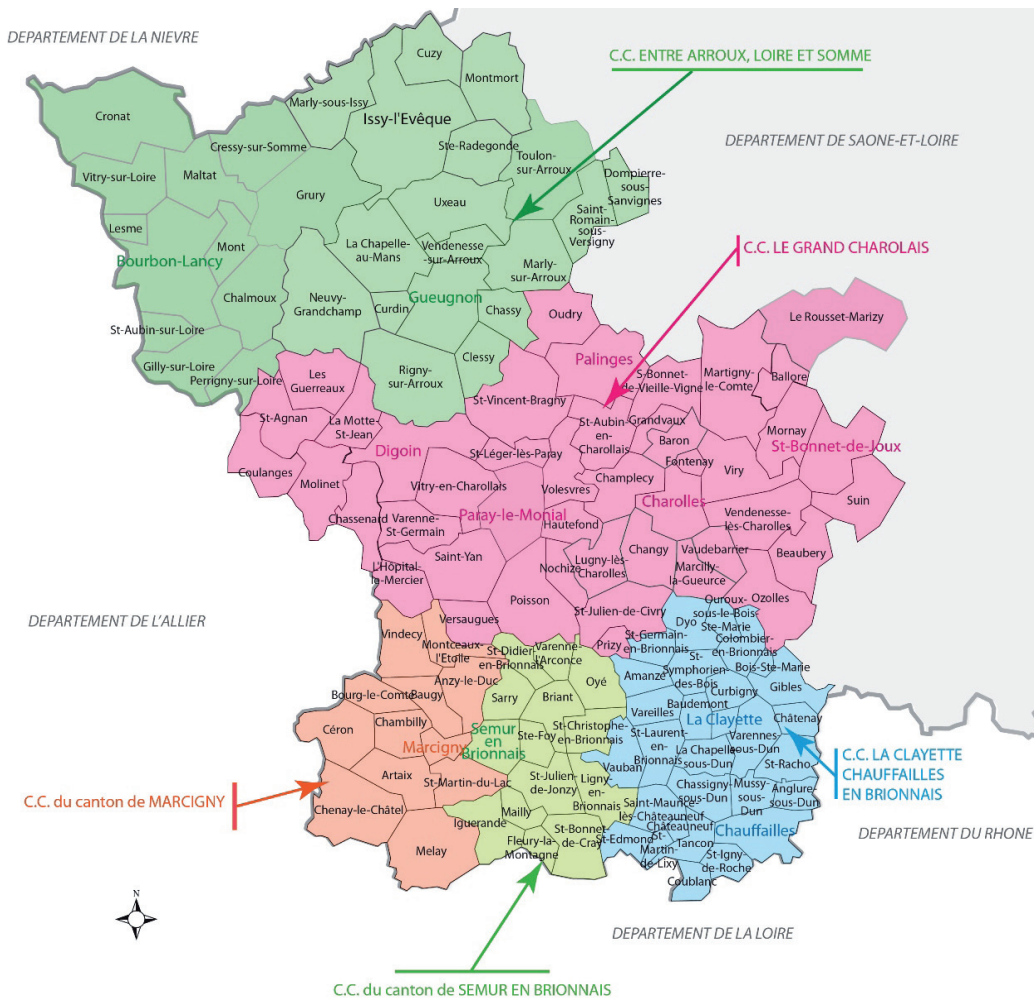 DEPARTEMENT DE LA NIEVRE
Cuzy
C.C. ENTRE ARROUX, LOIRE ET SOMME
Montmort
Marly-sous-Issy
Cronat
Issy-l'Evêque
DEPARTEMENT DE SAONE-ET-LOIRE
Cressy-sur-Somme
Ste-Radegonde
Toulon-
sur-Arroux
Maltat
Vitry-sur-Loire
Dompierre-
sous-
Sanvignes
Grury
Uxeau
Saint-
Romain-
sous-
Versigny
Lesme
Mont
La Chapelle-
au-Mans
Vendenesse-
sur-Arroux
C.C. LE GRAND CHAROLAIS
Bourbon-Lancy
Marly-
sur-Arroux
Chalmoux
Neuvy-
Grandchamp
Gueugnon
Curdin
Chassy
Oudry
Le Rousset-Marizy
St-Aubin-sur-Loire
Gilly-sur-Loire
Perrigny-sur-Loire
Clessy
Palinges
Les
Guerreaux
Rigny-
sur-Arroux
S-Bonnet-
de-Vieille-Vigne
Martigny-
le-Comte
Ballore
St-Vincent-Bragny
St-Agnan
La Motte-
St-Jean
St-Aubin-
en-
Charollais
Grandvaux
Mornay
Digoin
Baron
St-Bonnet-de-Joux
St-Léger-lès-Paray
Fontenay
Coulanges
Molinet
Vitry-en-Charollais
Volesvres
Champlecy
Viry
Charolles
Suin
Paray-le-Monial
Chassenard
Varenne-
St-Germain
Hautefond
Vendenesse-
lès-Charolles
Saint-Yan
Changy
Vaudebarrier
Beaubery
L'Hôpital-
le-Mercier
Nochize
Lugny-lès-
Charolles
Marcilly-
la-Gueurce
Poisson
Ozolles
Ouroux-
sous-le-Bois-
Ste-Marie
DEPARTEMENT DE L'ALLIER
Versaugues
St-Julien-de-Civry
Dyo
Vindecy
Prizy
St-Germain-
en-Brionnais
Colombier-
en-Brionnais
Montceaux-
l'Etoile
St-Didier-
en-Brionnais
Varenne-
l'Arconce
St-
Symphorien-
des-Bois
Bois-Ste-Marie
Anzy-le-Duc
Oyé
Amanzé
Gibles
Bourg-le-Comte
Baugy
Sarry
Briant
Curbigny
Baudemont
Vareilles
Chambilly
La Clayette
Châtenay
Céron
Marcigny
Semur
en
Brionnais
Ste-Foy
St-Christophe-
en-Brionnais
St-Laurent-
en-
Brionnais
Varennes-
sous-Dun
La Chapelle-
sous-Dun
C.C. LA CLAYETTE
CHAUFFAILLES
EN BRIONNAIS
Vauban
St-Racho
Artaix
St-Martin-du-Lac
St-Julien-
de-Jonzy
Ligny-
en-
Brionnais
Chassigny-
sous-Dun
Mussy-
sous-
Dun
Anglure-
sous-Dun
C.C. du canton de MARCIGNY
Chenay-le-Châtel
Saint-Maurice-
lès-Châteauneuf
Mailly
Iguerande
Châteauneuf
Chauffailles
DEPARTEMENT DU RHONE
Melay
Fleury-la-
Montagne
St-Bonnet-
de-Cray
St-Edmond
St-
Martin-
de-Lixy
Tancon
St-Igny-
de-Roche
Coublanc
N
DEPARTEMENT DE LA LOIRE
C.C. du canton de SEMUR EN BRIONNAIS